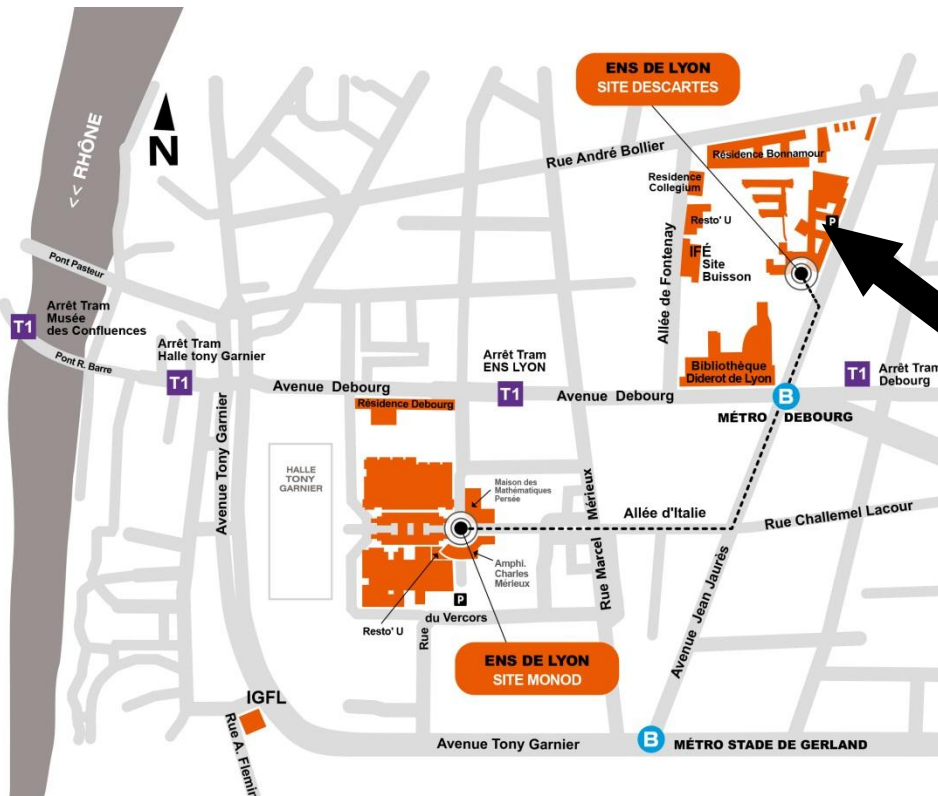 ENS DE LYON
SITE DESCARTES
<< RHÔNE
N
Rue André Bollier
Résidence Bonnamour
Residence
Collegium
Resto' U
P
IFÉ
Site
Buisson
Allée de Fontenay
Pont Pasteur
T1
Arrêt Tram
Musée
des Confluences
Pont R. Barre
Arrêt Tram
Halle tony Garnier
T1
Arrêt Tram
ENS LYON
T1
Bibliothèque
Diderot de Lyon
T1
Arrêt Tram
Debourg
Avenue Debourg
Avenue Debourg
B
MÉTRO DEBOURG
Résidence Debourg
Avenue Tony Garnier
HALLE
TONY
GARNIER
Maison des
Mathématiques
Persée
Rue Marcel Mérieux
Allée d'Italie
Rue Challemel Lacour
Amphi.
Charles
Mérieux
Avenue Jean Jaurès
P
Resto' U
Rue du Vercors
ENS DE LYON
SITE MONOD
IGFL
Rue A. Flemin
Avenue Tony Garnier
B
MÉTRO STADE DE GERLAND